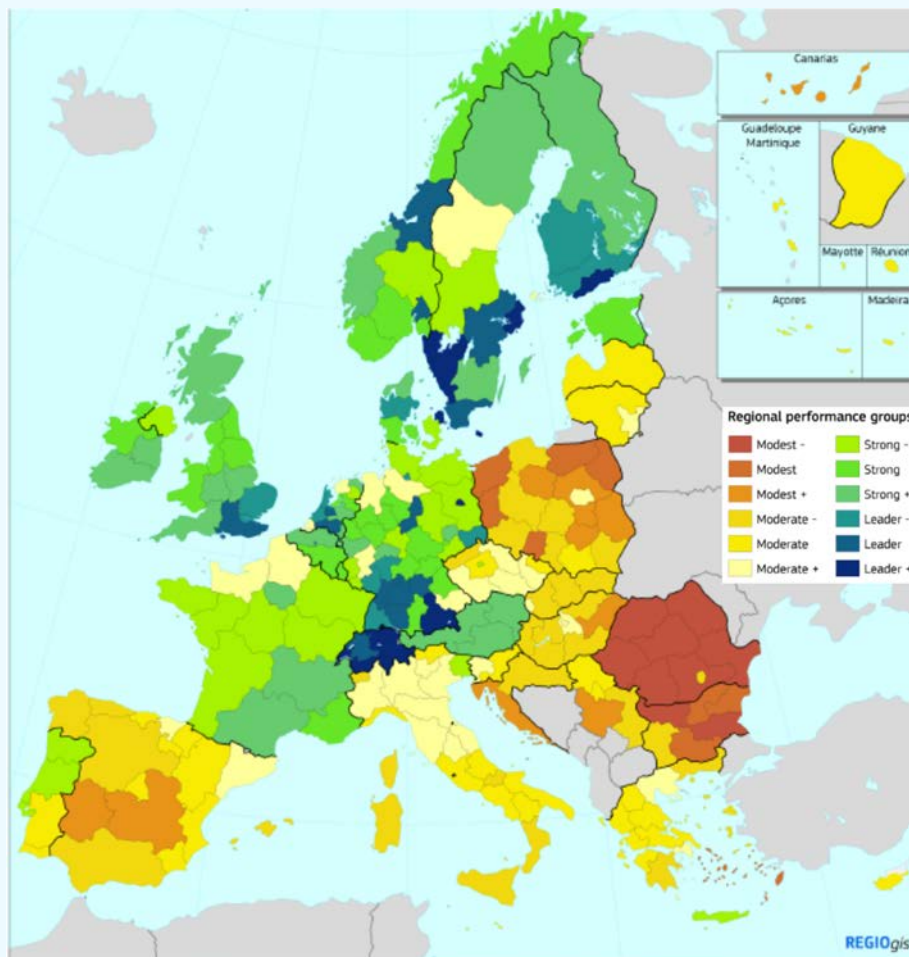 Canarias
Guadeloupe
Martinique
Guyane
Mayotte
Réunion
Açores
Madeira
Regional performance groups
Modest -
Modest
Modest +
Moderate -
Moderate
Moderate +
Strong -
Strong
Strong +
Leader -
Leader
Leader +
REGIOgis